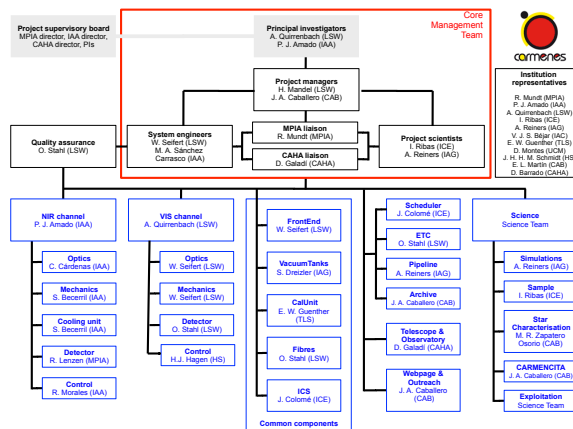 Project supervisory board
MPIA director, IAA director,
CAHA director, PIs
Principal investigators
A. Quirrenbach (LSW)
P. J. Amado (IAA)
Core
Management
Team
carmenes
Project managers
H. Mandel (LSW)
J. A. Caballero (CAB)
Institution
representatives
R. Mundt (MPIA)
P. J. Amado (IAA)
A. Quirrenbach (LSW)
I. Ribas (ICE)
A. Reiners (IAG)
V. J. S. Béjar (IAC)
E. W. Guenther (TLS)
D. Montes (UCM)
J. H. H. M. Schmidt (HS)
E. L. Martín (CAB)
D. Barrado (CAHA)
Quality assurance
O. Stahl (LSW)
System engineers
W. Seifert (LSW)
M. A. Sánchez
Carrasco (IAA)
MPIA liaison
R. Mundt (MPIA)
CAHA liaison
D. Galadí (CAHA)
Project scientists
I. Ribas (ICE)
A. Reiners (IAG)
NIR channel
P. J. Amado (IAA)
Optics
C. Cárdenas (IAA)
Mechanics
S. Becerril (IAA)
Cooling unit
S. Becerril (IAA)
Detector
R. Lenzen (MPIA)
Control
R. Morales (IAA)
VIS channel
A. Quirrenbach (LSW)
Optics
W. Seifert (LSW)
Mechanics
W. Seifert (LSW)
Detector
O. Stahl (LSW)
Control
H.J. Hagen (HS)
FrontEnd
W. Seifert (LSW)
VacuumTanks
S. Dreizler (IAG)
CalUnit
E. W. Guenther
(TLS)
Fibres
O. Stahl (LSW)
ICS
J. Colomé (ICE)
Common components
Scheduler
J. Colomé (ICE)
ETC
O. Stahl (LSW)
Pipeline
A. Reiners (IAG)
Archive
J. A. Caballero (CAB)
Telescope &
Observatory
D. Galadí (CAHA)
Webpage &
Outreach
J. A. Caballero
(CAB)
Science
Science Team
Simulations
A. Reiners (IAG)
Sample
I. Ribas (ICE)
Star
Characterisation
M. R. Zapatero
Osorio (CAB)
CARMENCITA
J. A. Caballero (CAB)
Exploitation
Science Team